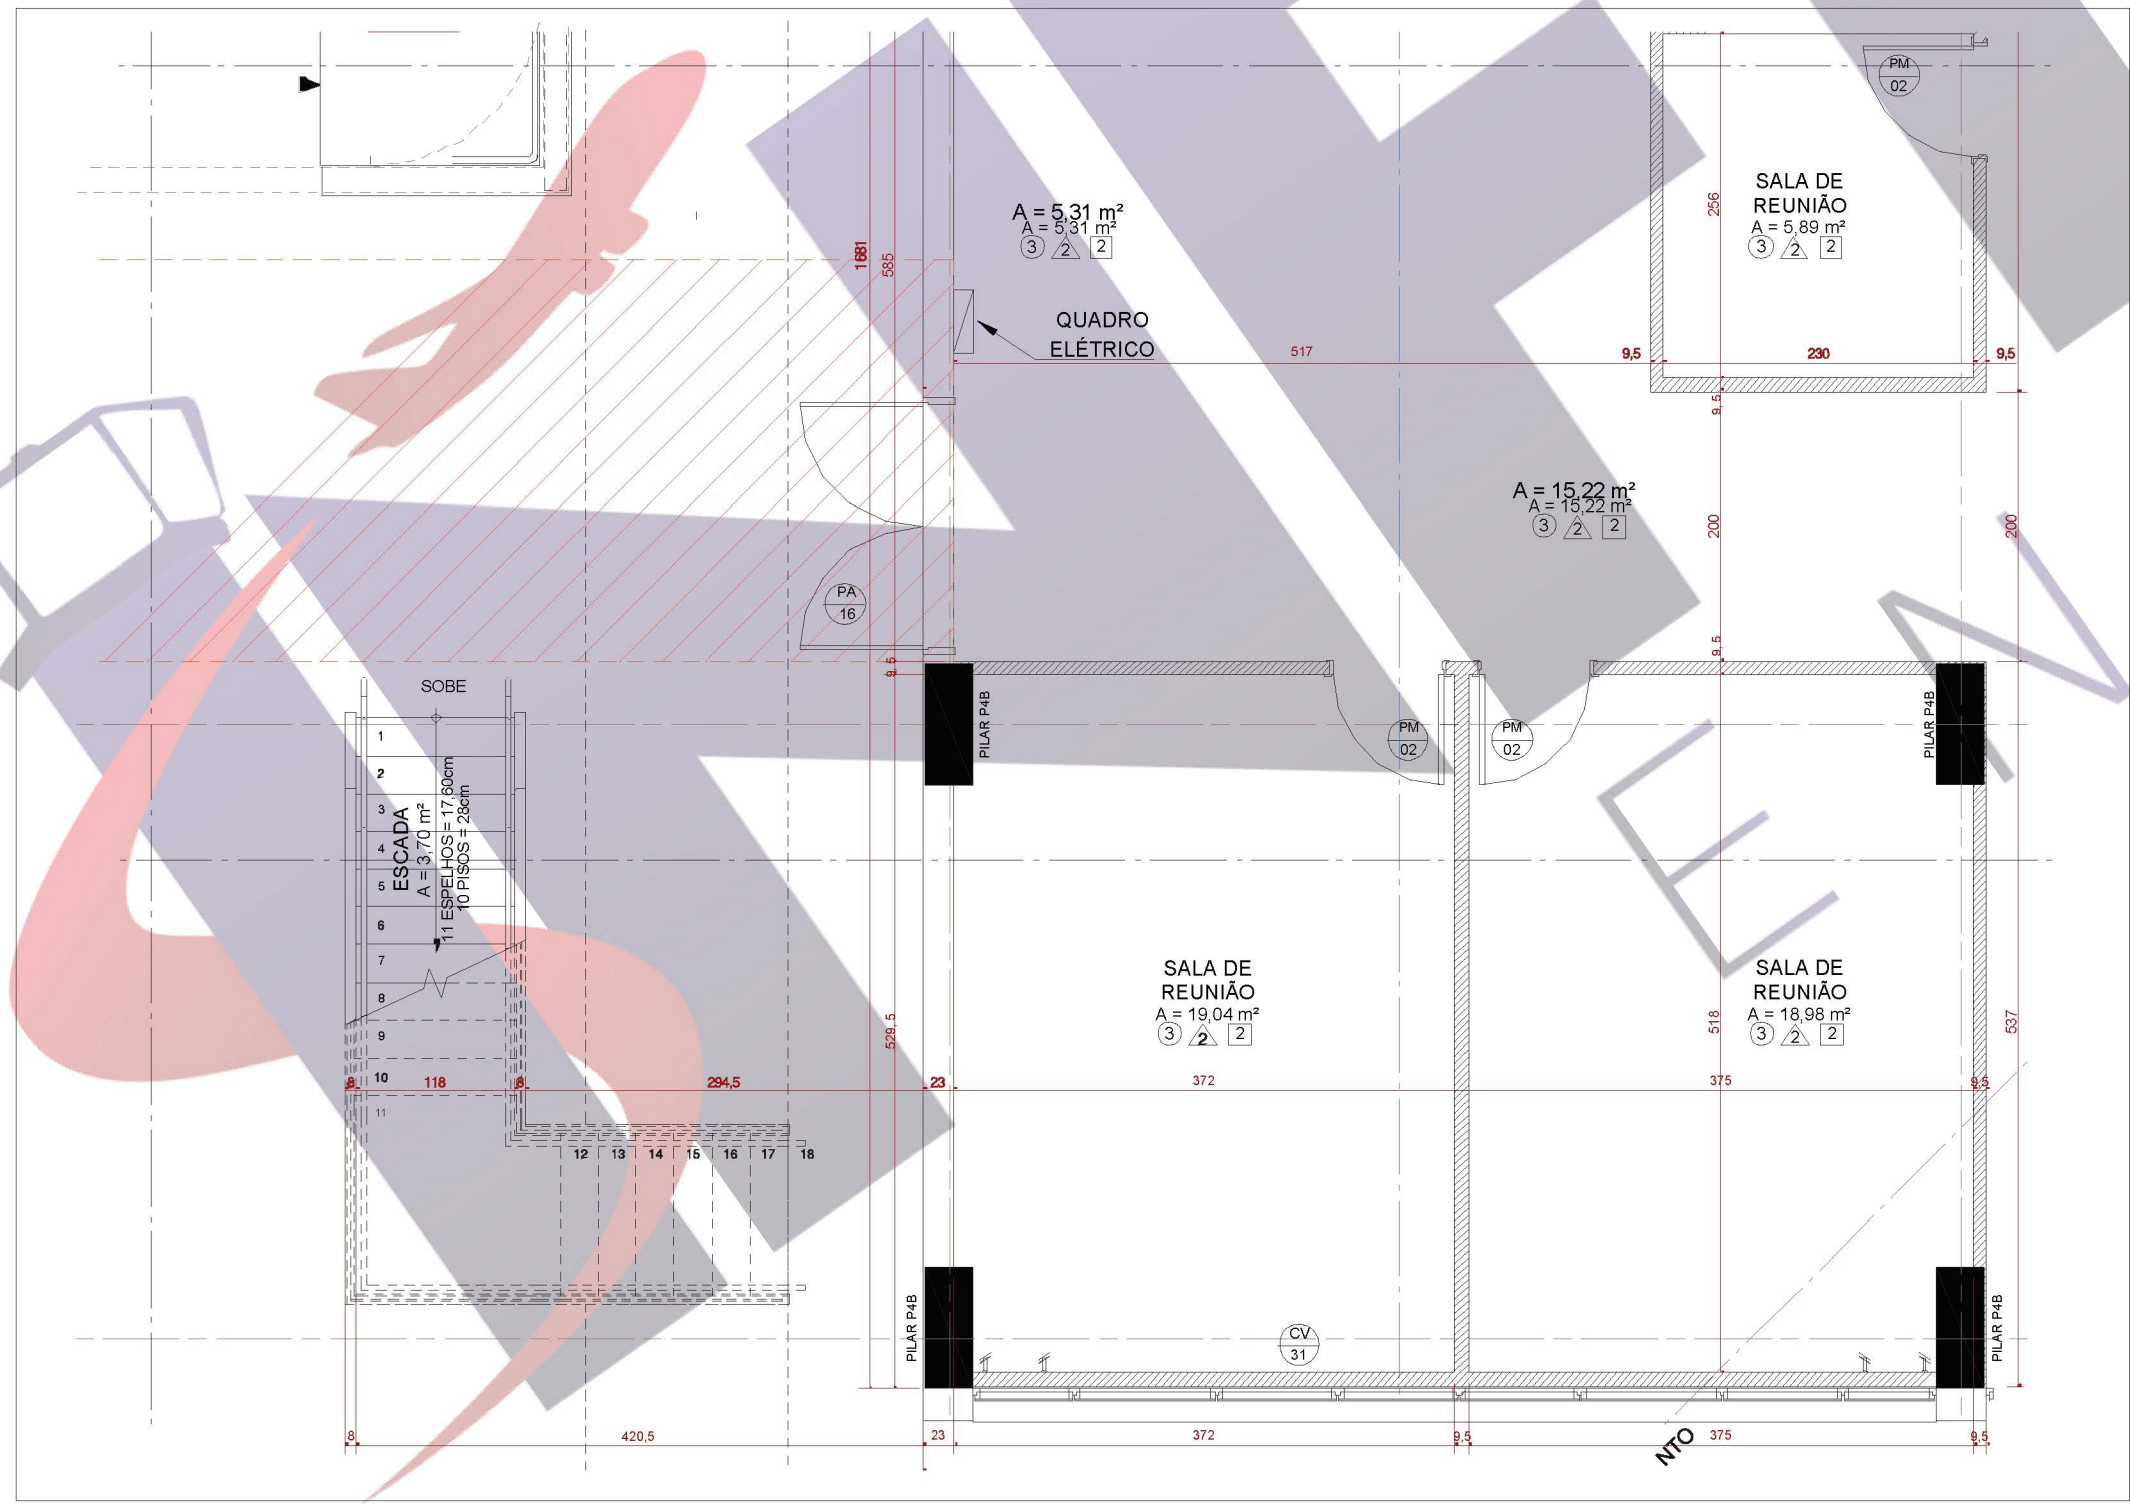 PM
02
SALA DE
REUNIÃO
A = 5,89 m²
3 2 2
256
A = 5,31 m²
A = 5,31 m²
3 2 2
1681
585
QUADRO
ELÉTRICO
517
9,5
230
9,5
9,5
A = 15,22 m²
A = 15,22 m²
3 2 2
200
200
PA
16
9,5
9,5
SOBE
PILAR P4B
PM
02
PM
02
PILAR P4B
1
2
3
4
5
6
7
8
9
10
11
ESCADA
A = 3,70 m²
11 ESPELHOS = 17,60cm
10 PISOS = 28cm
SALA DE
REUNIÃO
A = 19,04 m²
3 2 2
SALA DE
REUNIÃO
A = 18,98 m²
3 2 2
529,5
518
537
8
118
8
294,5
23
372
375
9,5
12 13 14 15 16 17 18
PILAR P4B
CV
31
PILAR P4B
8
420,5
23
372
9,5
375
9,5
NTO
E
N